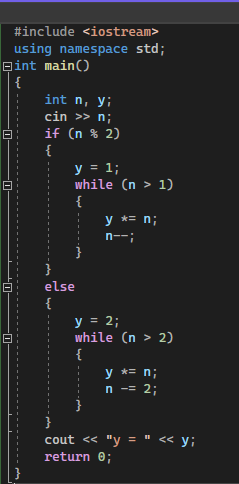 #include <iostream>
using namespace std;
int main()
{
    int n, y;
    cin >> n;
    if (n % 2)
    {
        y = 1;
        while (n > 1)
        {
            y *= n;
            n--;
        }
    }
    else
    {
        y = 2;
        while (n > 2)
        {
            y *= n;
            n -= 2;
        }
    }
    cout << "y = " << y;
    return 0;
}